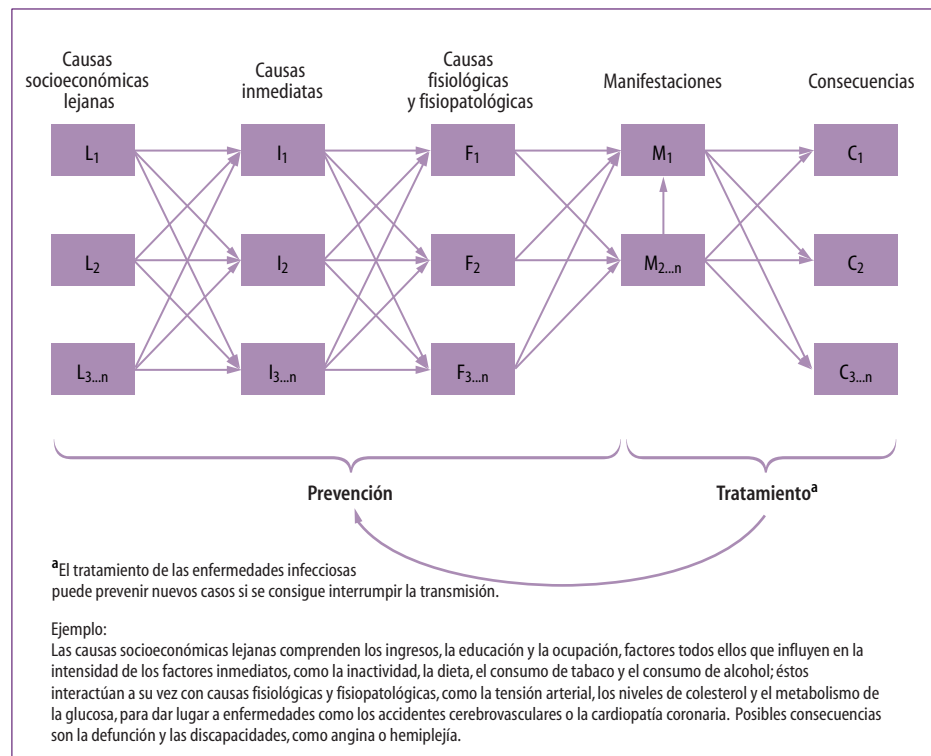 Causas
socioeconómicas
lejanas
Causas
inmediatas
Causas
fisiológicas
y fisiopatológicas
Manifestaciones
Consecuencias
L1
I1
F1
M1
C1
L2
I2
F2
M2...n
C2
L3...n
I3...n
F3...n
C3...n
Prevención
Tratamientoa
aEl tratamiento de las enfermedades infecciosas
puede prevenir nuevos casos si se consigue interrumpir la transmisión.
Ejemplo:
Las causas socioeconómicas lejanas comprenden los ingresos, la educación y la ocupación, factores todos ellos que influyen en la
intensidad de los factores inmediatos, como la inactividad, la dieta, el consumo de tabaco y el consumo de alcohol; éstos
interactúan a su vez con causas fisiológicas y fisiopatológicas, como la tensión arterial, los niveles de colesterol y el metabolismo de
la glucosa, para dar lugar a enfermedades como los accidentes cerebrovasculares o la cardiopatía coronaria. Posibles consecuencias
son la defunción y las discapacidades, como angina o hemiplejía.